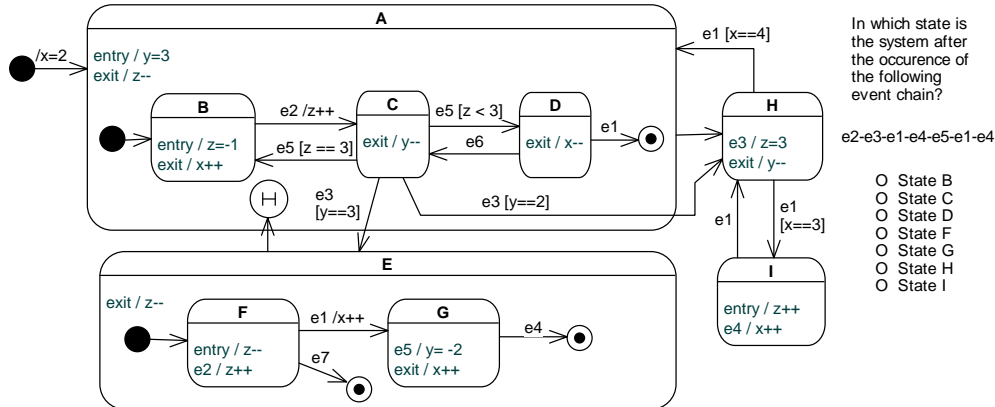 A
/x=2
entry / y=3
exit / z--
B
entry / z=-1
exit / x++
e2 /z++
e5 [z == 3]
C
exit / y--
e5 [z < 3]
e6
D
exit / x--
e1
e1 [x==4]
H
e3 / z=3
exit / y--
H
e3
[y==3]
e3 [y==2]
e1
e1
[x==3]
I
entry / z++
e4 / x++
E
exit / z--
F
entry / z--
e2 / z++
e1 /x++
e7
G
e5 / y= -2
exit / x++
e4
In which state is
the system after
the occurence of
the following
event chain?
e2-e3-e1-e4-e5-e1-e4
O State B
O State C
O State D
O State F
O State G
O State H
O State I